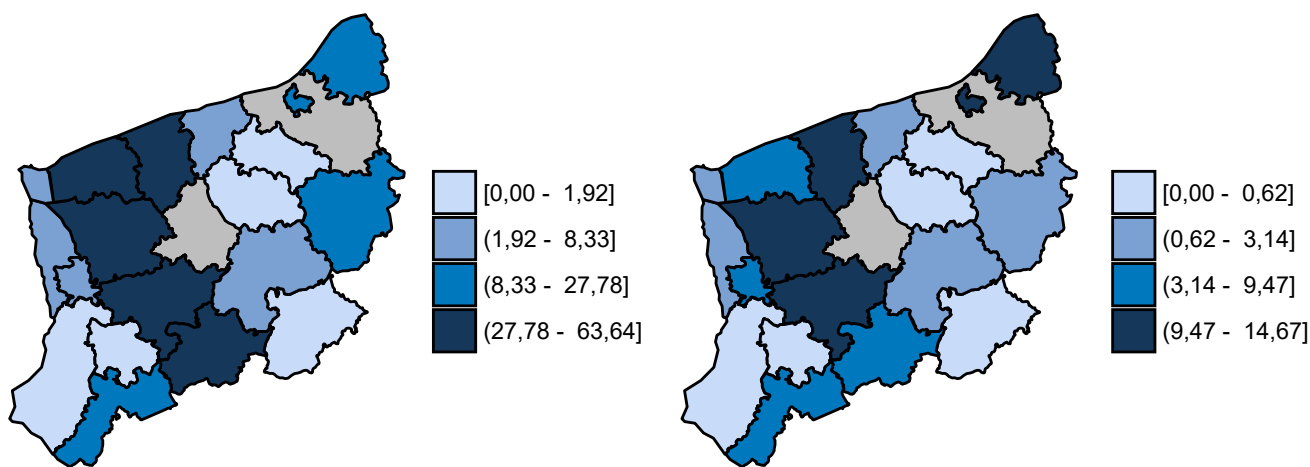 [0,00 - 1,92]
(1,92 - 8,33]
(8,33 - 27,78]
(27,78 - 63,64]
[0,00 - 0,62]
(0,62 - 3,14]
(3,14 - 9,47]
(9,47 - 14,67]